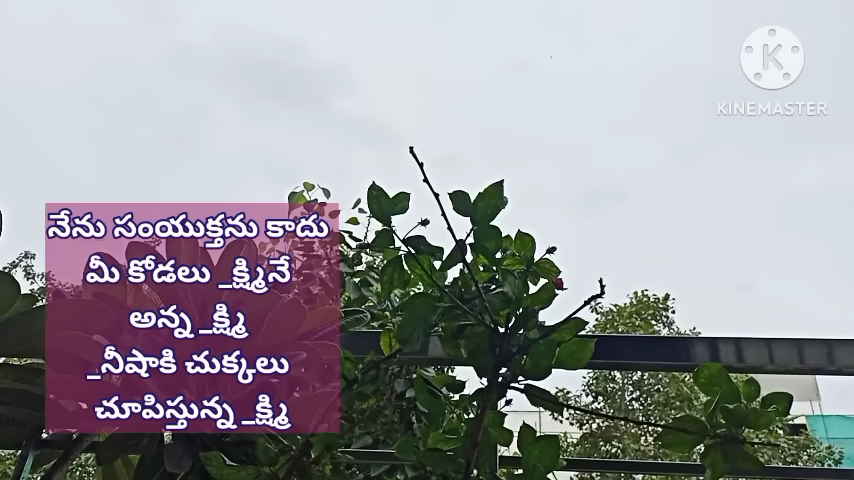 నేను సంయుక్తను కాదు
మీ కోడలు _క్ష్మినే
అన్న _క్ష్మి
_నీషాకి చుక్కలు
చూపిస్తున్న _క్ష్మి
KINEMASTER